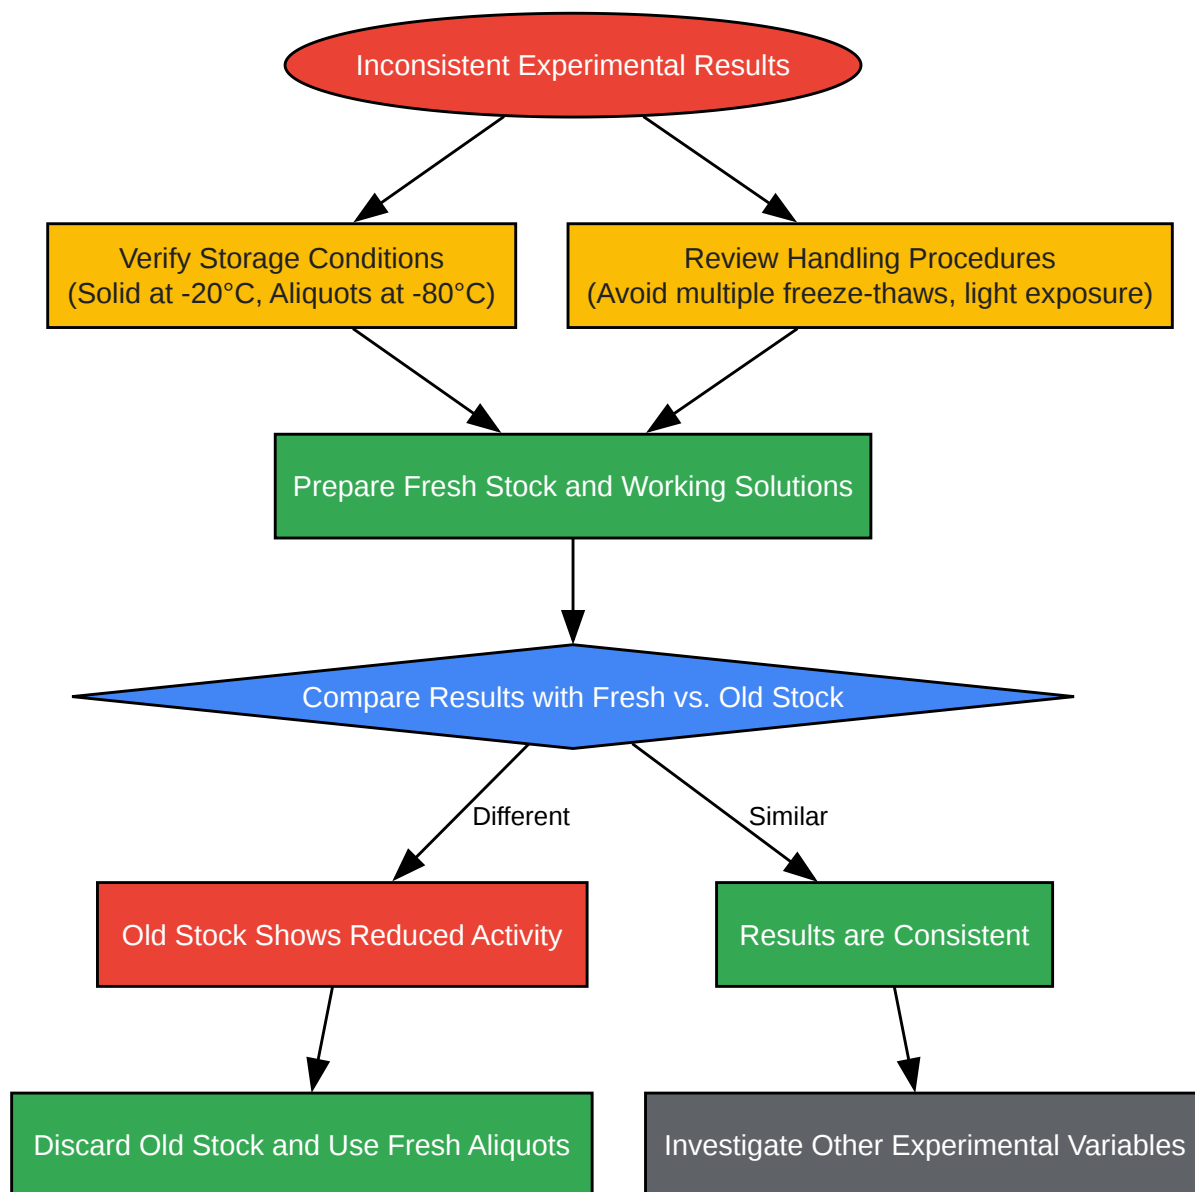 Inconsistent Experimental Results
Verify Storage Conditions
(Solid at -20°C, Aliquots at -80°C)
Review Handling Procedures
(Avoid multiple freeze-thaws, light exposure)
Prepare Fresh Stock and Working Solutions
Compare Results with Fresh vs. Old Stock
Different
Similar
Old Stock Shows Reduced Activity
Results are Consistent
Discard Old Stock and Use Fresh Aliquots
Investigate Other Experimental Variables